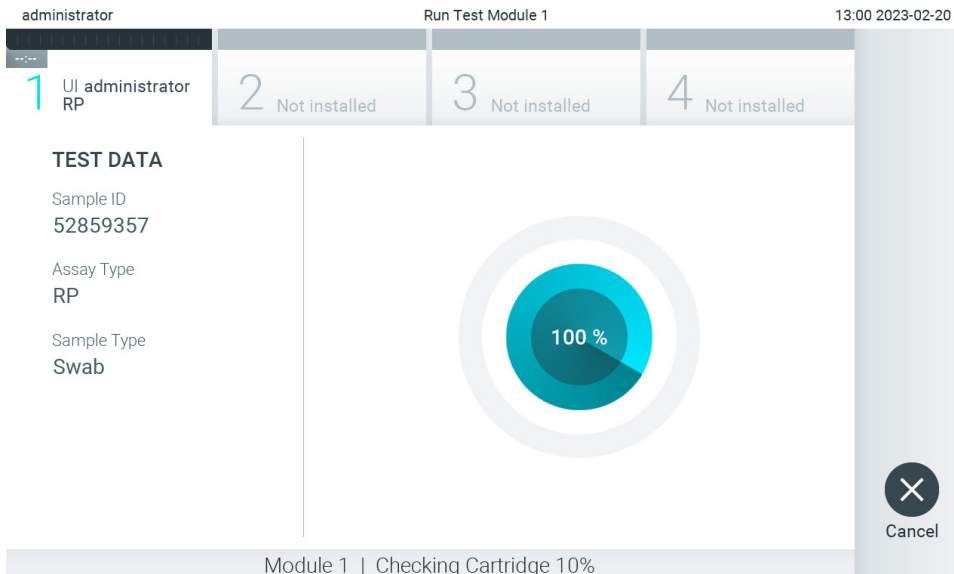 administrator Run Test Module 1 13:00 2023-02-20
--:--
1 UI administrator
RP
2 Not installed
3 Not installed
4 Not installed
TEST DATA
Sample ID
52859357
Assay Type
RP
Sample Type
Swab
100 %
Cancel
Module 1 | Checking Cartridge 10%